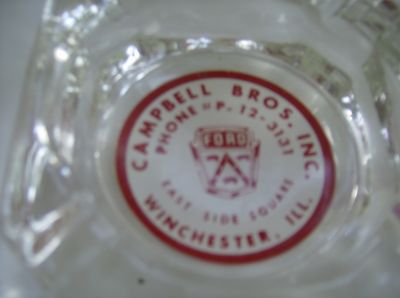 CAMPBELL BROS. INC.
PHONE=P- 12-3131
FORD
EAST SIDE SQUARE
WINCHESTER, ILL.